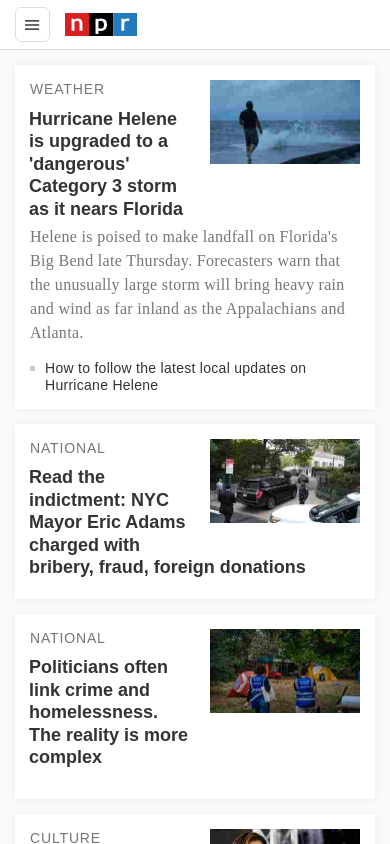 npr
WEATHER
Hurricane Helene
is upgraded to a
'dangerous'
Category 3 storm
as it nears Florida
Helene is poised to make landfall on Florida's
Big Bend late Thursday. Forecasters warn that
the unusually large storm will bring heavy rain
and wind as far inland as the Appalachians and
Atlanta.
How to follow the latest local updates on
Hurricane Helene
NATIONAL
Read the
indictment: NYC
Mayor Eric Adams
charged with
bribery, fraud, foreign donations
NATIONAL
Politicians often
link crime and
homelessness.
The reality is more
complex
CULTURE